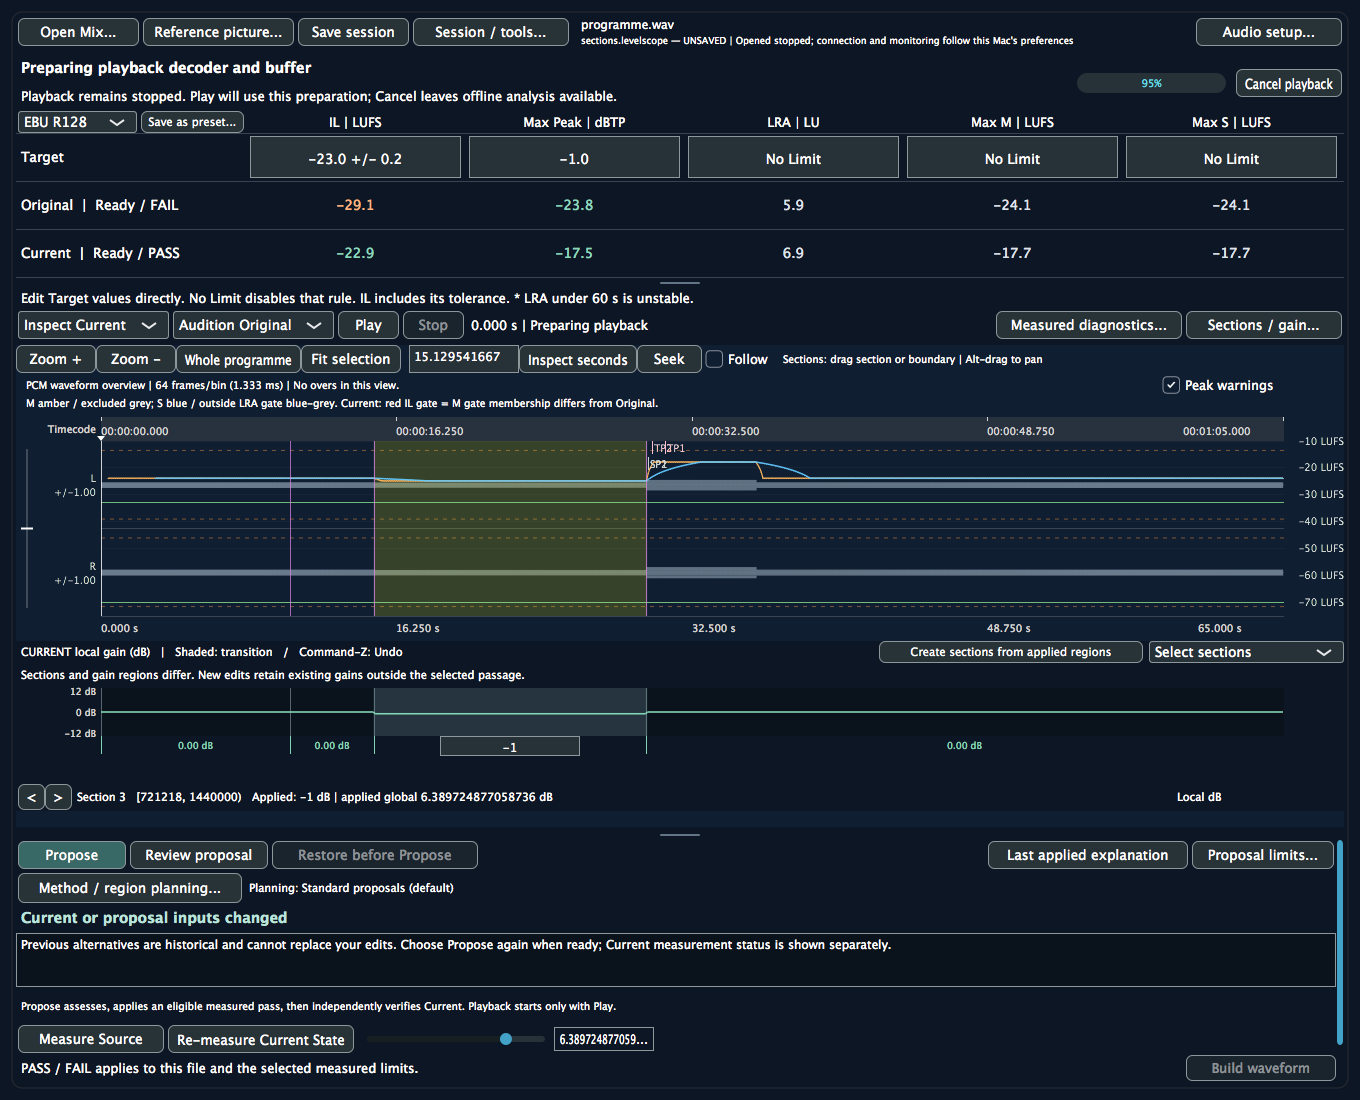 Open Mix...
Reference picture...
Save session
Session / tools...
programme.wav
sections.levelscope — UNSAVED | Opened stopped; connection and monitoring follow this Mac's preferences
Audio setup...
Preparing playback decoder and buffer
Playback remains stopped. Play will use this preparation; Cancel leaves offline analysis available.
95%
Cancel playback
EBU R128
Save as preset...
IL | LUFS
Max Peak | dBTP
LRA | LU
Max M | LUFS
Max S | LUFS
Target
-23.0 +/- 0.2
-1.0
No Limit
No Limit
No Limit
Original | Ready / FAIL
-29.1
-23.8
5.9
-24.1
-24.1
Current | Ready / PASS
-22.9
-17.5
6.9
-17.7
-17.7
Edit Target values directly. No Limit disables that rule. IL includes its tolerance. * LRA under 60 s is unstable.
Inspect Current
Audition Original
Play
Stop
0.000 s | Preparing playback
Measured diagnostics...
Sections / gain...
Zoom +
Zoom -
Whole programme
Fit selection
15.129541667
Inspect seconds
Seek
Follow
Sections: drag section or boundary | Alt-drag to pan
PCM waveform overview | 64 frames/bin (1.333 ms) | No overs in this view.
Peak warnings
M amber / excluded grey; S blue / outside LRA gate blue-grey. Current: red IL gate = M gate membership differs from Original.
Timecode
00:00:00.000
00:00:16.250
00:00:32.500
00:00:48.750
00:01:05.000
-10 LUFS
-20 LUFS
-30 LUFS
-40 LUFS
-50 LUFS
-60 LUFS
-70 LUFS
TP1
SP2
L
+/-1.00
R
+/-1.00
0.000 s
16.250 s
32.500 s
48.750 s
65.000 s
CURRENT local gain (dB) | Shaded: transition / Command-Z: Undo
Create sections from applied regions
Select sections
Sections and gain regions differ. New edits retain existing gains outside the selected passage.
12 dB
0 dB
-12 dB
0.00 dB
0.00 dB
-1
0.00 dB
<
>
Section 3 [721218, 1440000) Applied: -1 dB | applied global 6.389724877058736 dB
Local dB
Propose
Review proposal
Restore before Propose
Last applied explanation
Proposal limits...
Method / region planning...
Planning: Standard proposals (default)
Current or proposal inputs changed
Previous alternatives are historical and cannot replace your edits. Choose Propose again when ready; Current measurement status is shown separately.
Propose assesses, applies an eligible measured pass, then independently verifies Current. Playback starts only with Play.
Measure Source
Re-measure Current State
6.389724877059...
PASS / FAIL applies to this file and the selected measured limits.
Build waveform